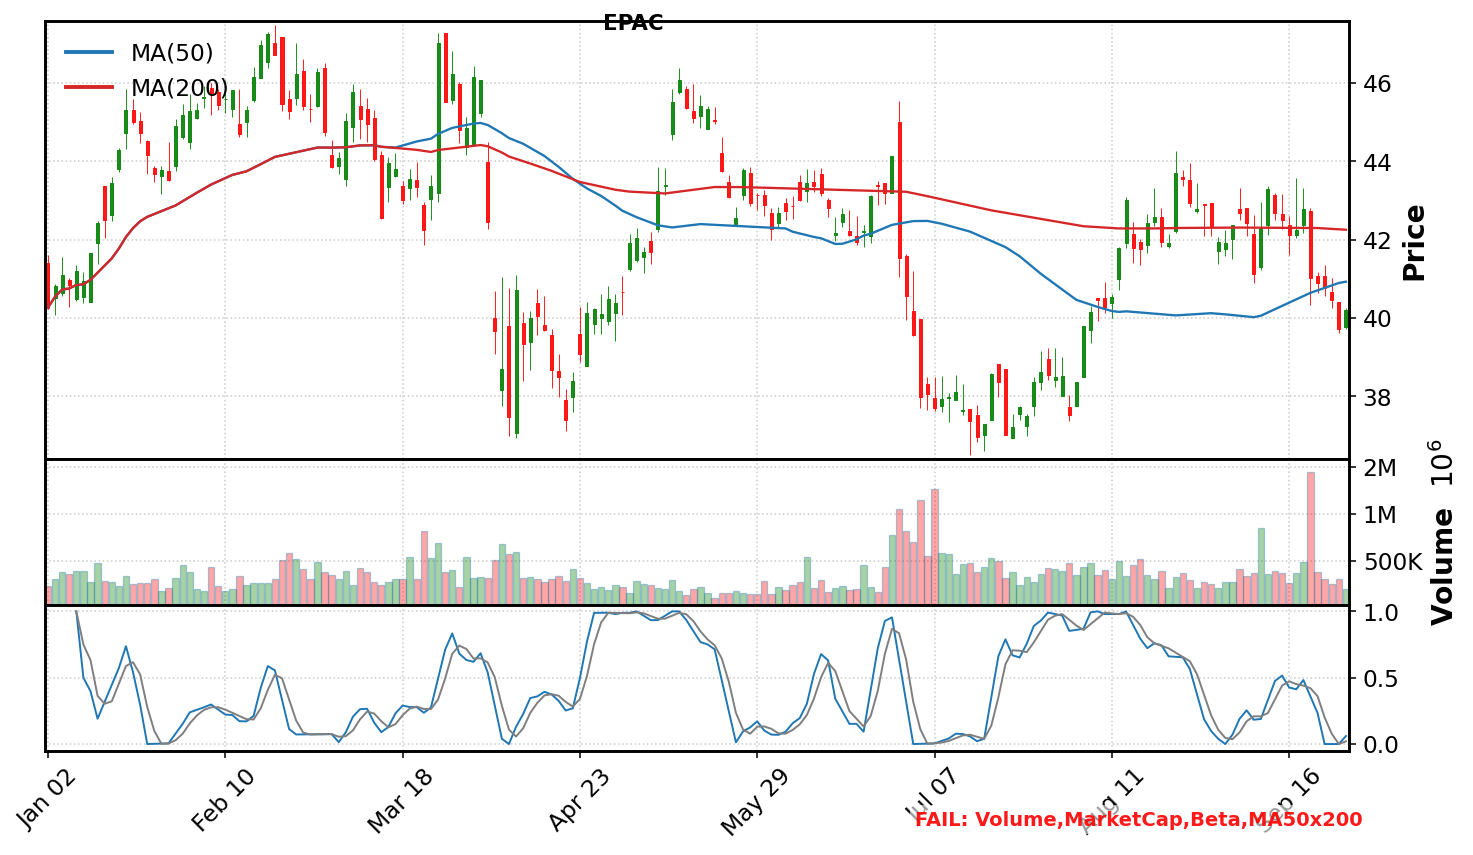 EPAC
MA(50)
MA(200)
46
44
42
40
38
Price
2M
1M
500K
Volume 10^6
1.0
0.5
0.0
Jan 02
Feb 10
Mar 18
Apr 23
May 29
Jul 07
Aug 11
Sep 16
FAIL: Volume,MarketCap,Beta,MA50x200